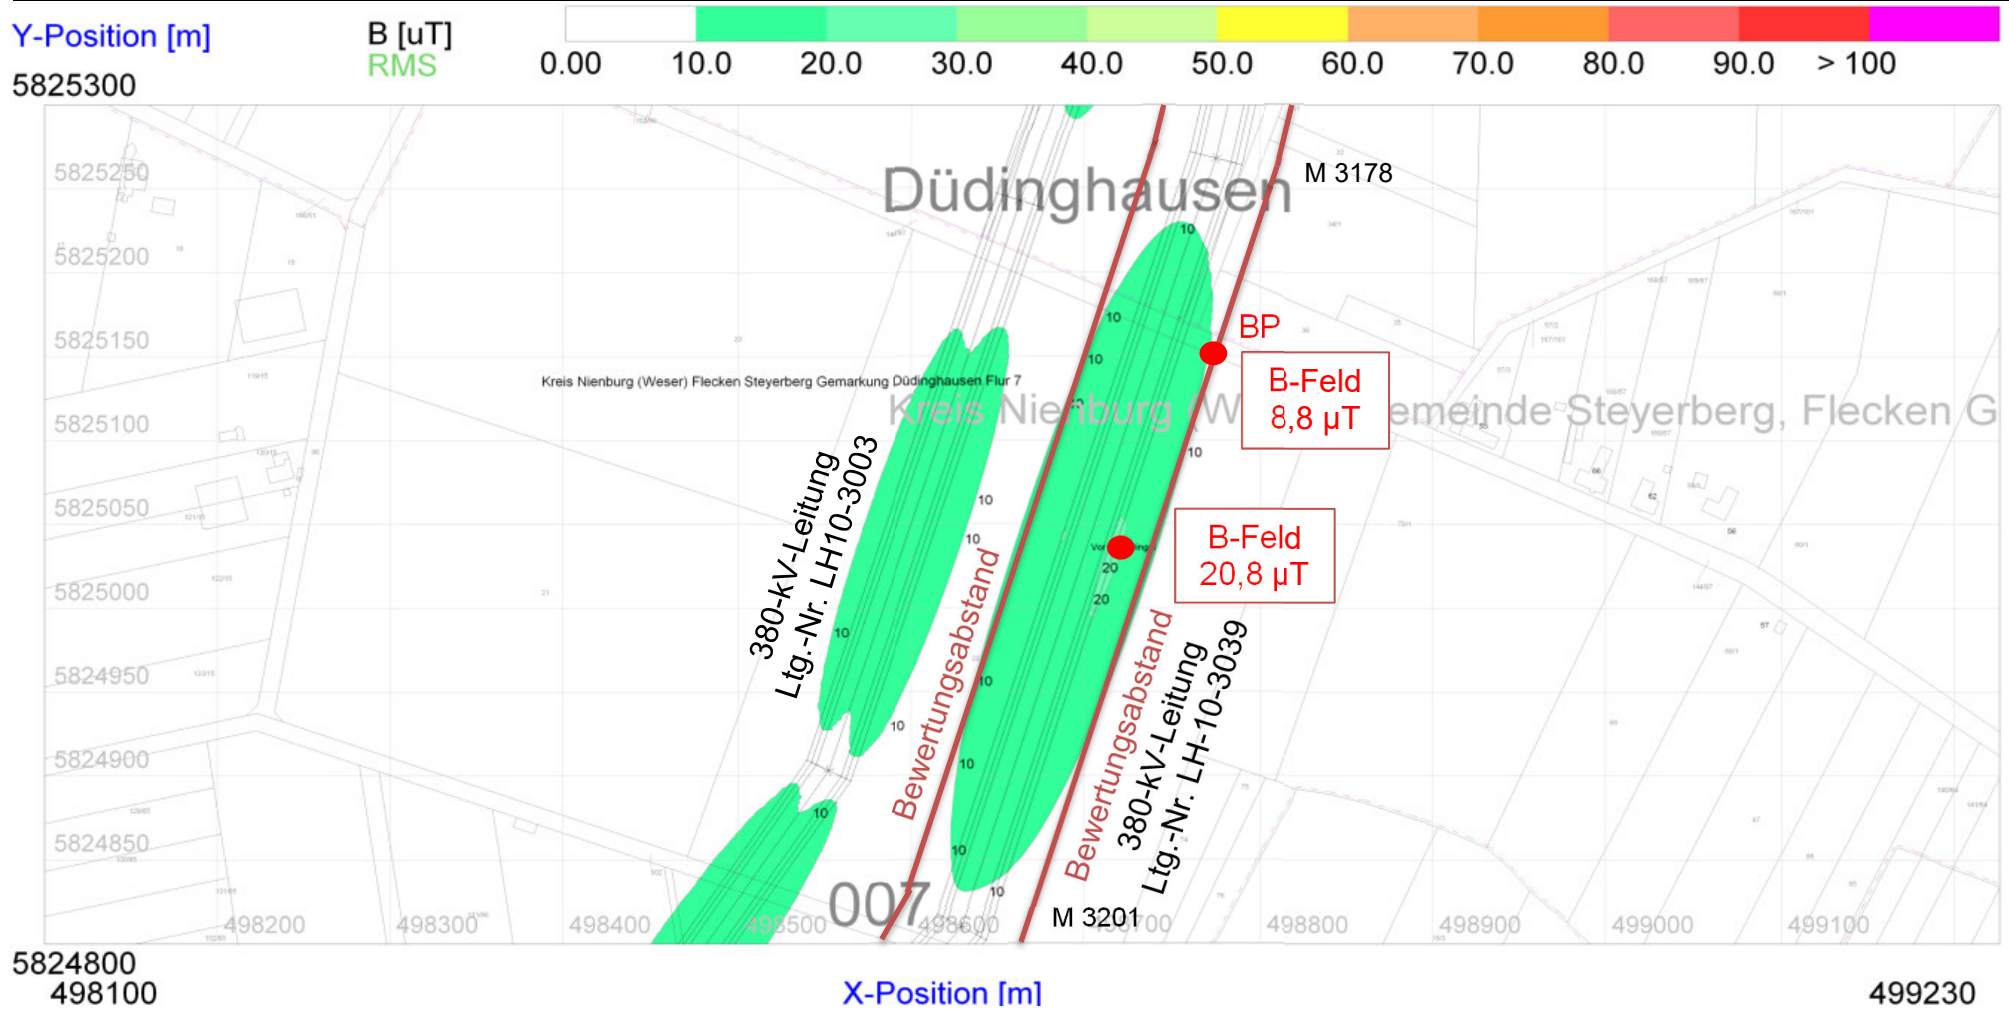 Y-Position [m]
B [uT]
RMS
0.00 10.0 20.0 30.0 40.0 50.0 60.0 70.0 80.0 90.0 > 100
5825300
5825250
5825200
5825150
5825100
5825050
5825000
5824950
5824900
5824850
Düdinghausen
M 3178
10
10
BP
10
B-Feld
8,8 µT
Kreis Nienburg (Weser) Flecken Steyerberg Gemarkung Düdinghausen Flur 7
Kreis Nienburg (W
emeinde Steyerberg, Flecken G
10
10
10
10
B-Feld
20,8 µT
20
20
380-kV-Leitung
Ltg.-Nr. LH10-3003
10
Bewertungsabstand
Bewertungsabstand
380-kV-Leitung
Ltg.-Nr. LH-10-3039
10
10
10
10
10
10
007
M 3201
498200 498300 498400 498500 498600 498700 498800 498900 499000 499100
5824800
498100
X-Position [m]
499230